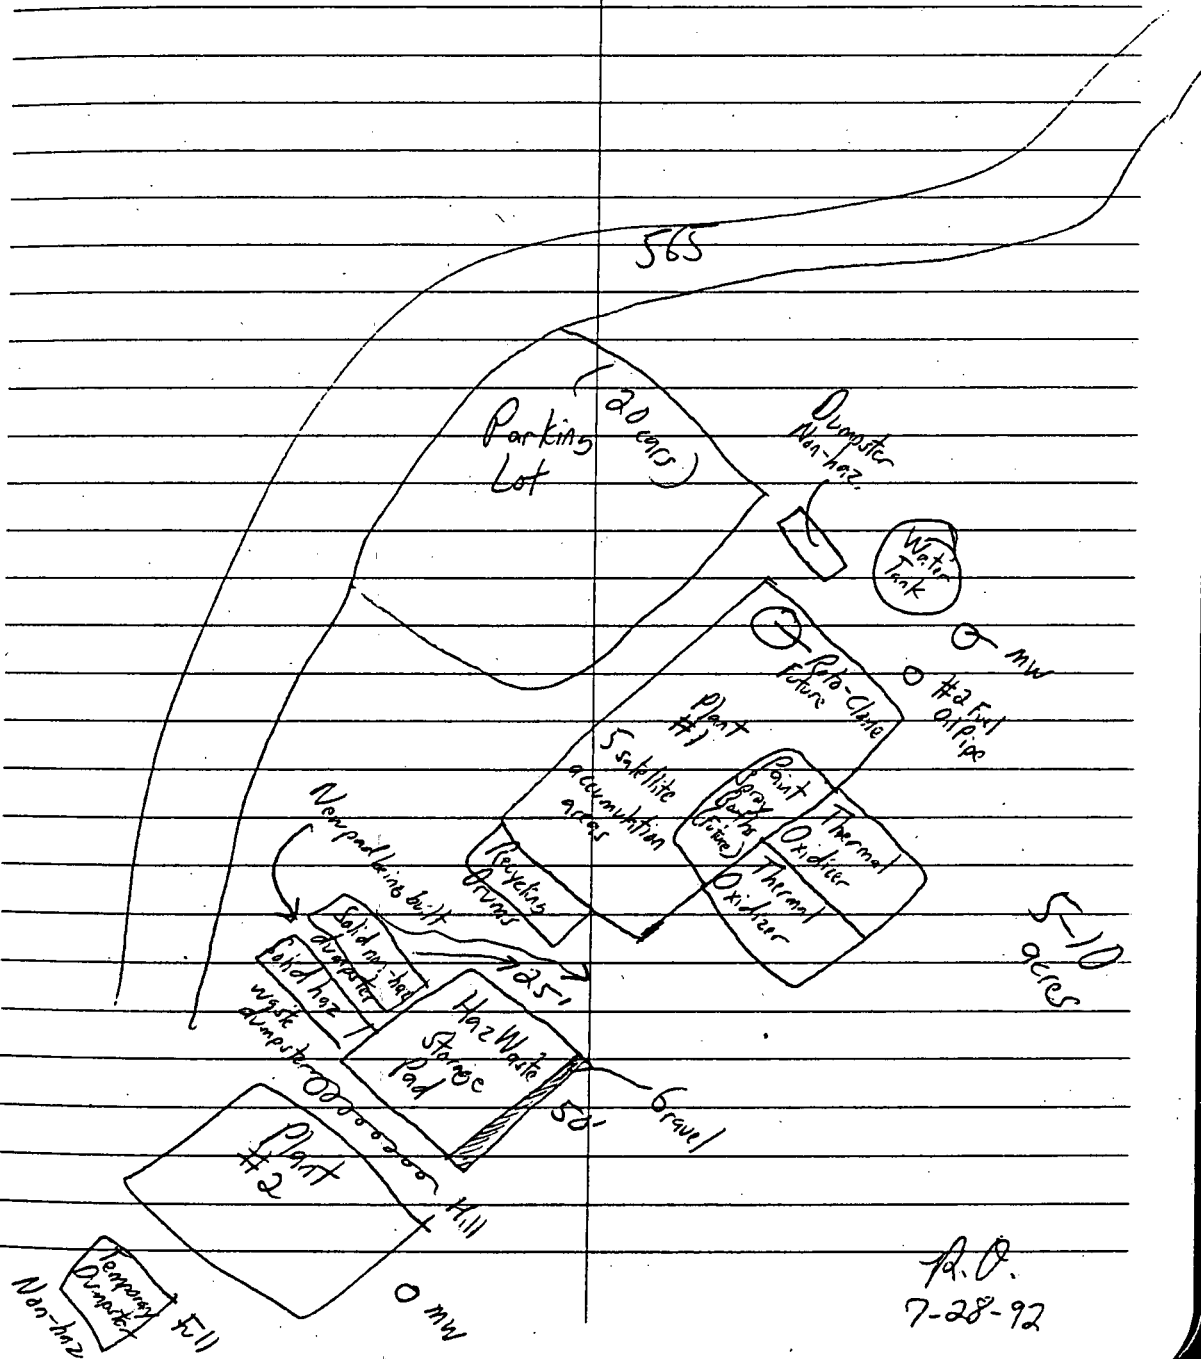 565
Parking
Lot
(20 cars)
Dumpster
Non-haz.
Water
Tank
MW
#2 Fuel
Oil Pipe
Roto-Clone
Future
Plant
#1
5 satellite
accumulation
areas
Paint
Spray
Booths
(Future)
Thermal
Oxidizer
Thermal
Oxidizer
Recycling
Drums
New pad being built
Solid non-haz
dumpster
Solid haz
waste
dumpster
25'
Haz Waste
Storage
Pad
50'
Gravel
5-10
acres
Plant
#2
Hill
Temporary
Dumpster
Non-haz
Full
MW
R.O.
7-28-92